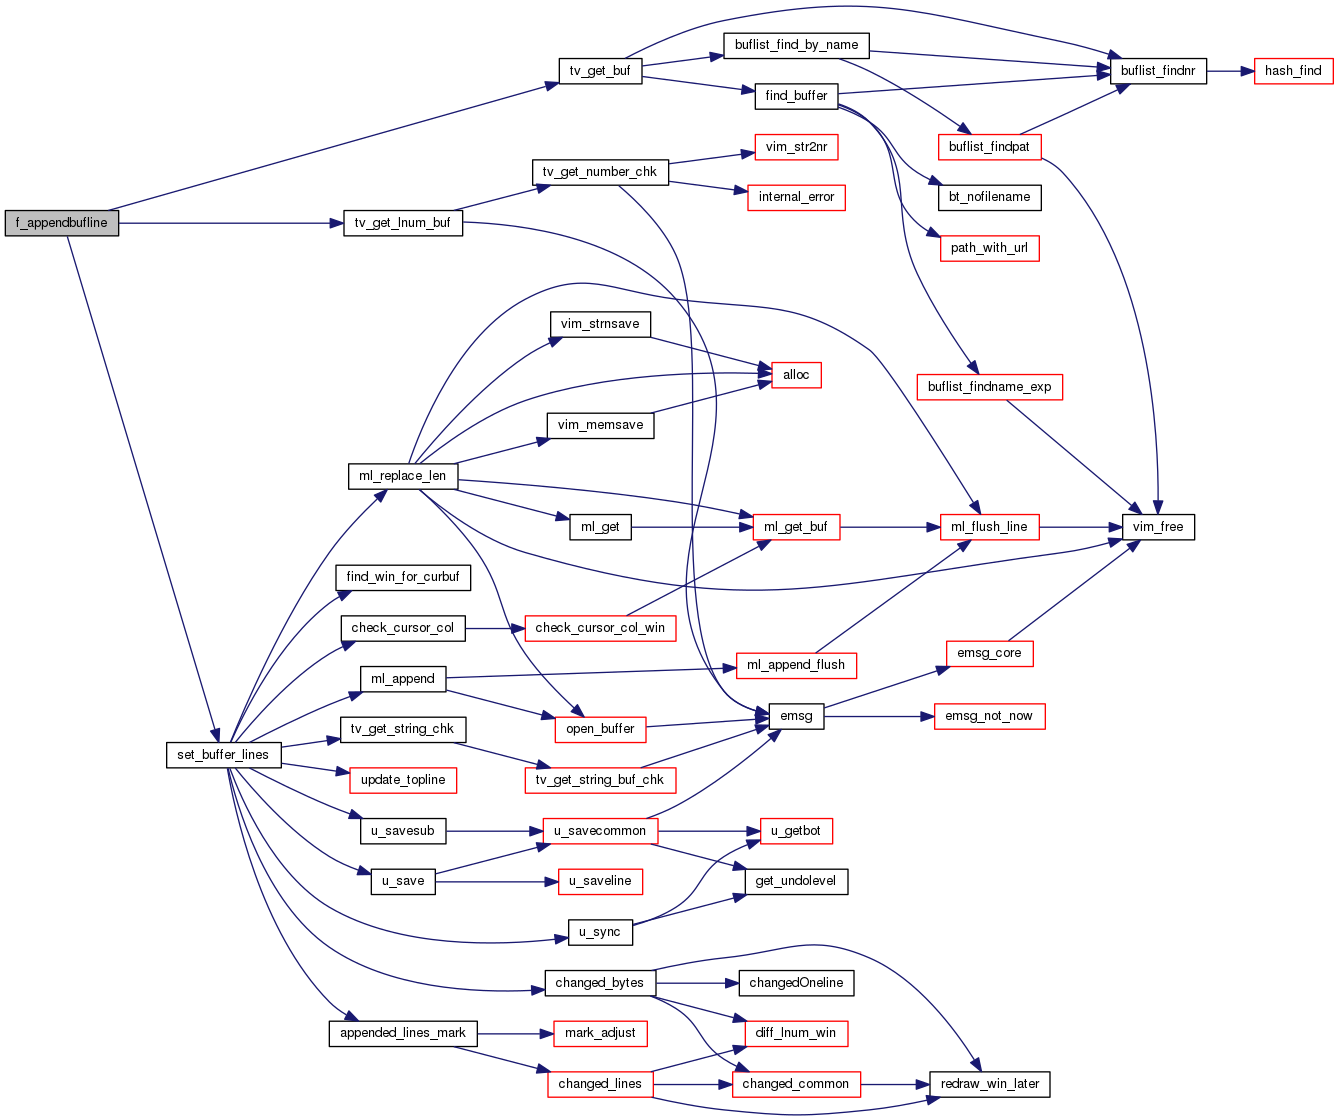 buflist_find_by_name
tv_get_buf
buflist_findnr
hash_find
find_buffer
vim_str2nr
buflist_findpat
tv_get_number_chk
internal_error
bt_nofilename
f_appendbufline
tv_get_lnum_buf
path_with_url
vim_strnsave
alloc
buflist_findname_exp
vim_memsave
ml_replace_len
ml_get
ml_get_buf
ml_flush_line
vim_free
find_win_for_curbuf
check_cursor_col
check_cursor_col_win
emsg_core
ml_append_flush
ml_append
emsg
emsg_not_now
tv_get_string_chk
open_buffer
set_buffer_lines
update_topline
tv_get_string_buf_chk
u_savesub
u_savecommon
u_getbot
u_save
u_saveline
get_undolevel
u_sync
changed_bytes
changedOneline
appended_lines_mark
mark_adjust
diff_lnum_win
changed_lines
changed_common
redraw_win_later